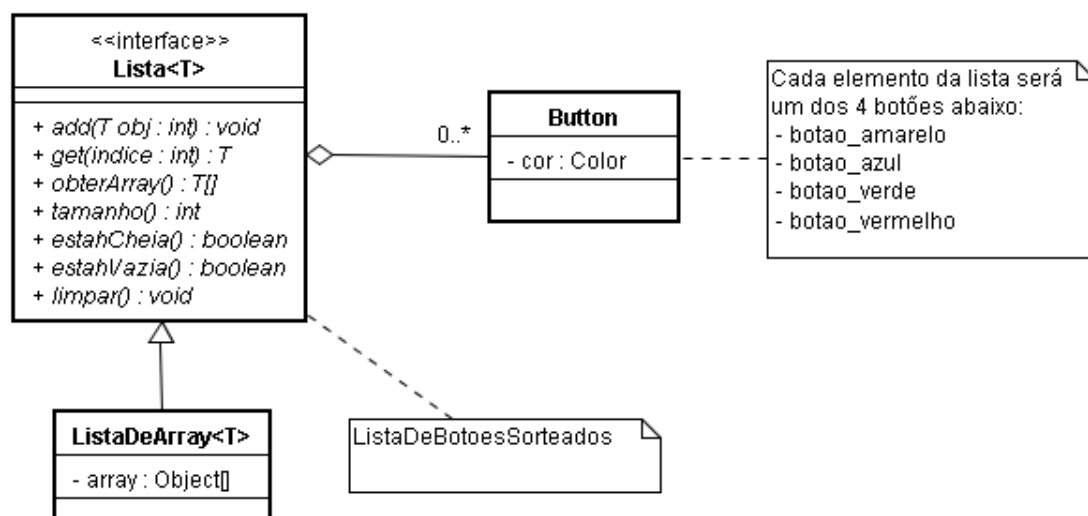 <<interface>>
Lista<T>
+ add(T obj : int) : void
+ get(indice : int) : T
+ obterArray() : T[]
+ tamanho() : int
+ estahCheia() : boolean
+ estahVazia() : boolean
+ limpar() : void
0..*
Button
- cor : Color
Cada elemento da lista será
um dos 4 botões abaixo:
- botao_amarelo
- botao_azul
- botao_verde
- botao_vermelho
ListaDeArray<T>
- array : Object[]
ListaDeBotoesSorteados